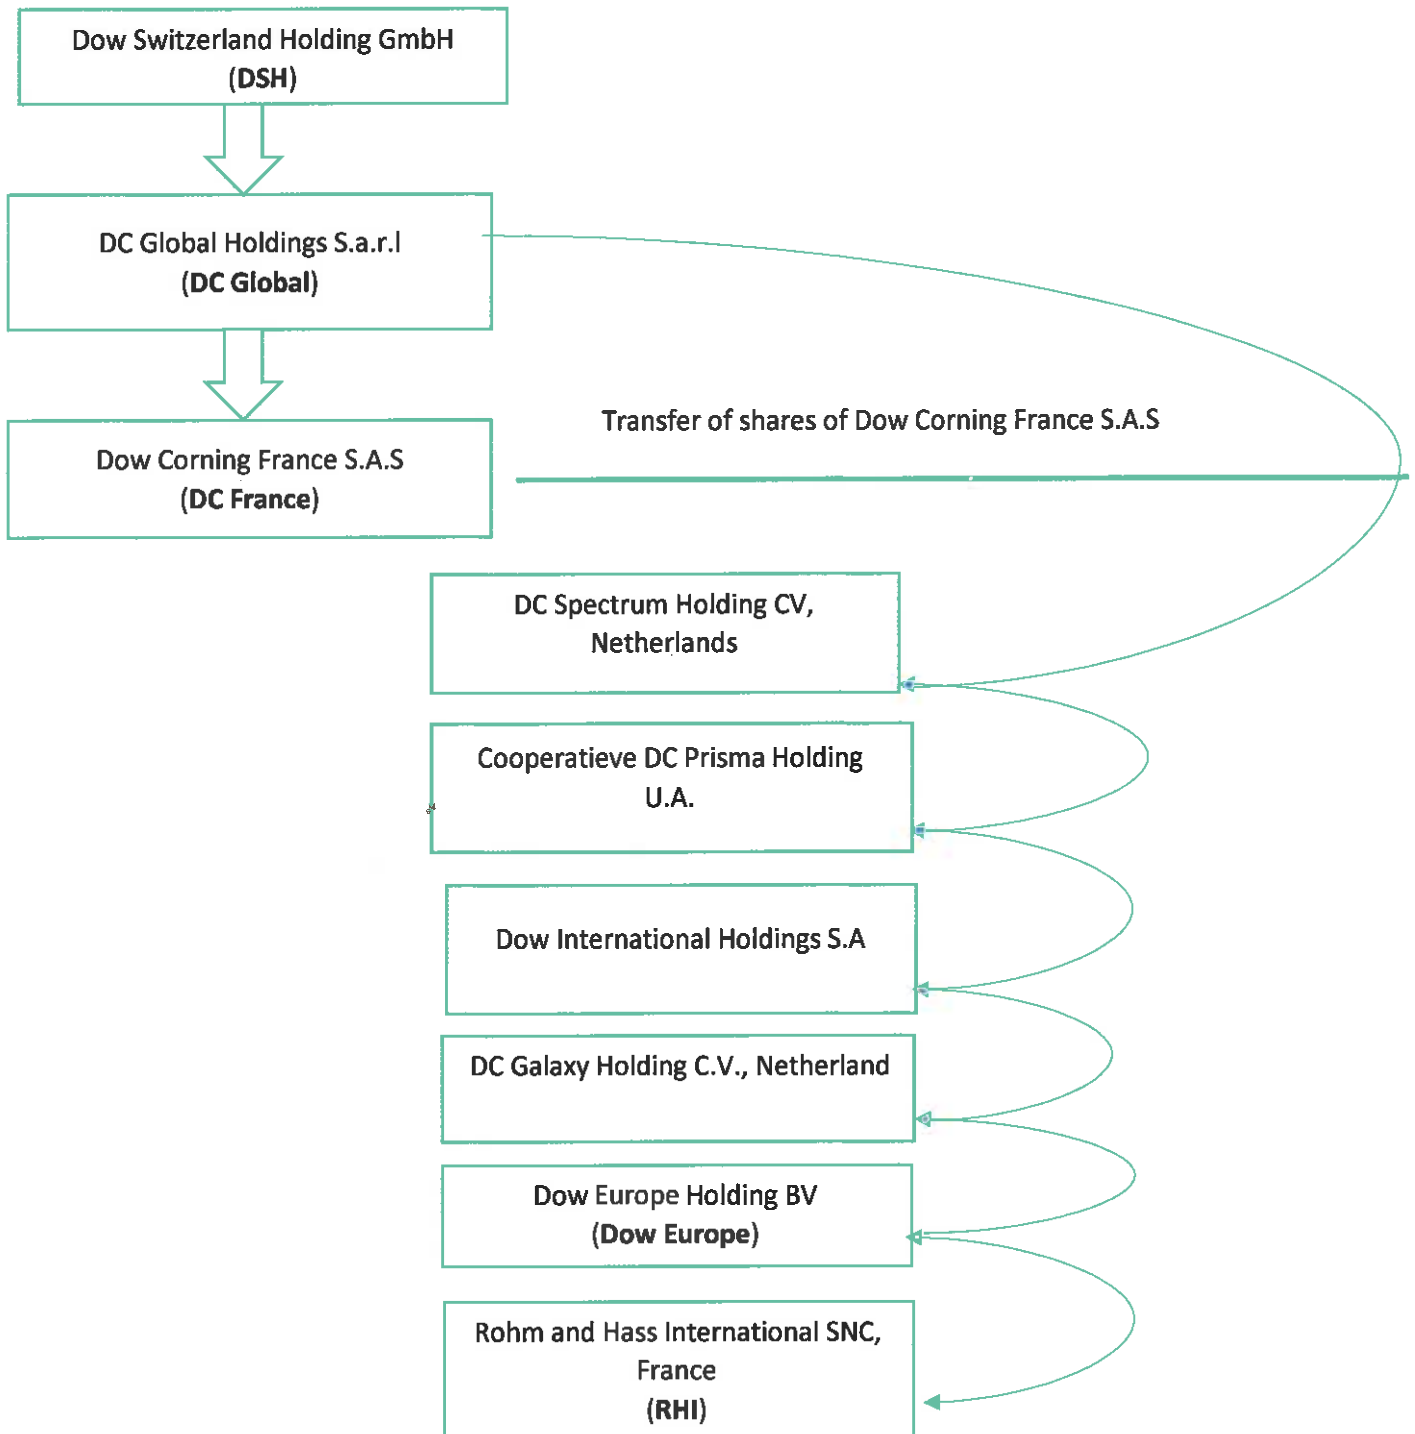 Dow Switzerland Holding GmbH
(DSH)
DC Global Holdings S.a.r.l
(DC Global)
Dow Corning France S.A.S
(DC France)
Transfer of shares of Dow Corning France S.A.S
DC Spectrum Holding CV,
Netherlands
Cooperatieve DC Prisma Holding
U.A.
Dow International Holdings S.A
DC Galaxy Holding C.V., Netherland
Dow Europe Holding BV
(Dow Europe)
Rohm and Hass International SNC,
France
(RHI)